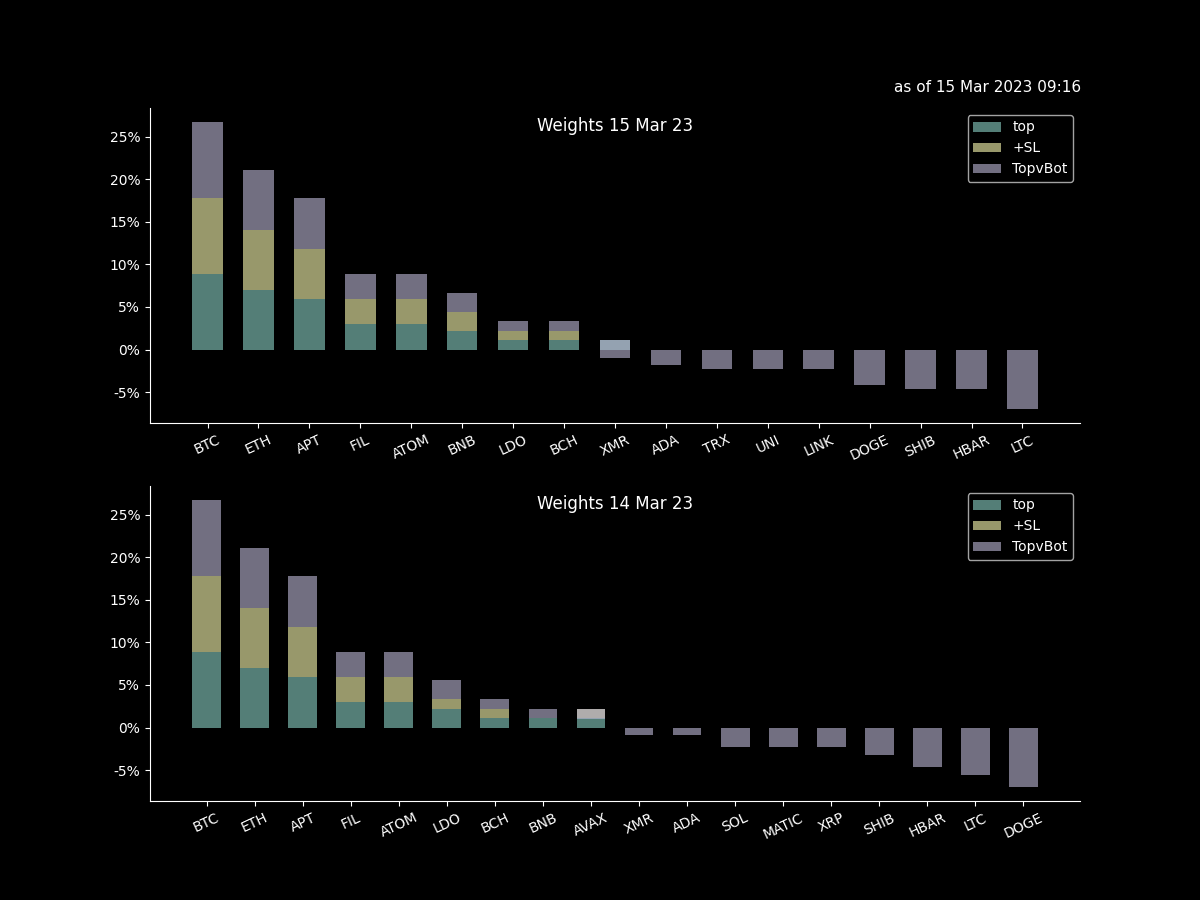 as of 15 Mar 2023 09:16
Weights 15 Mar 23
top
+SL
TopvBot
25%
20%
15%
10%
5%
0%
-5%
BTC ETH APT FIL ATOM BNB LDO BCH XMR ADA TRX UNI LINK DOGE SHIB HBAR LTC
Weights 14 Mar 23
top
+SL
TopvBot
25%
20%
15%
10%
5%
0%
-5%
BTC ETH APT FIL ATOM LDO BCH BNB AVAX XMR ADA SOL MATIC XRP SHIB HBAR LTC DOGE